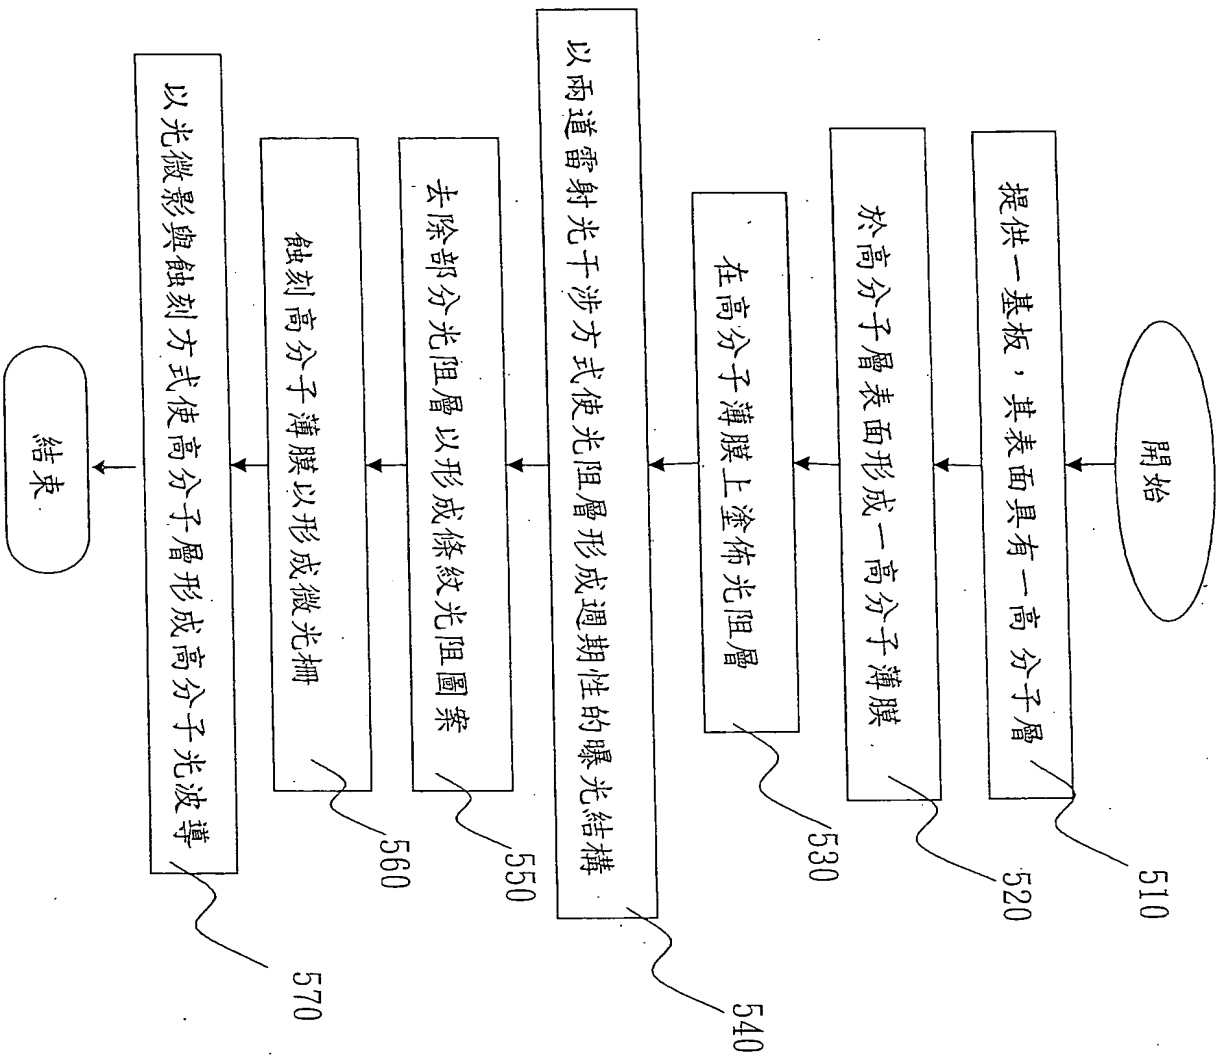 開始
提供一基板，其表面具有一高分子層
510
於高分子層表面形成一高分子薄膜
520
在高分子薄膜上塗佈光阻層
530
以兩道雷射光干涉方式使光阻層形成週期性的曝光結構
540
去除部分光阻層以形成條紋光阻圖案
550
蝕刻高分子薄膜以形成微光柵
560
以光微影與蝕刻方式使高分子層形成高分子光波導
570
結束